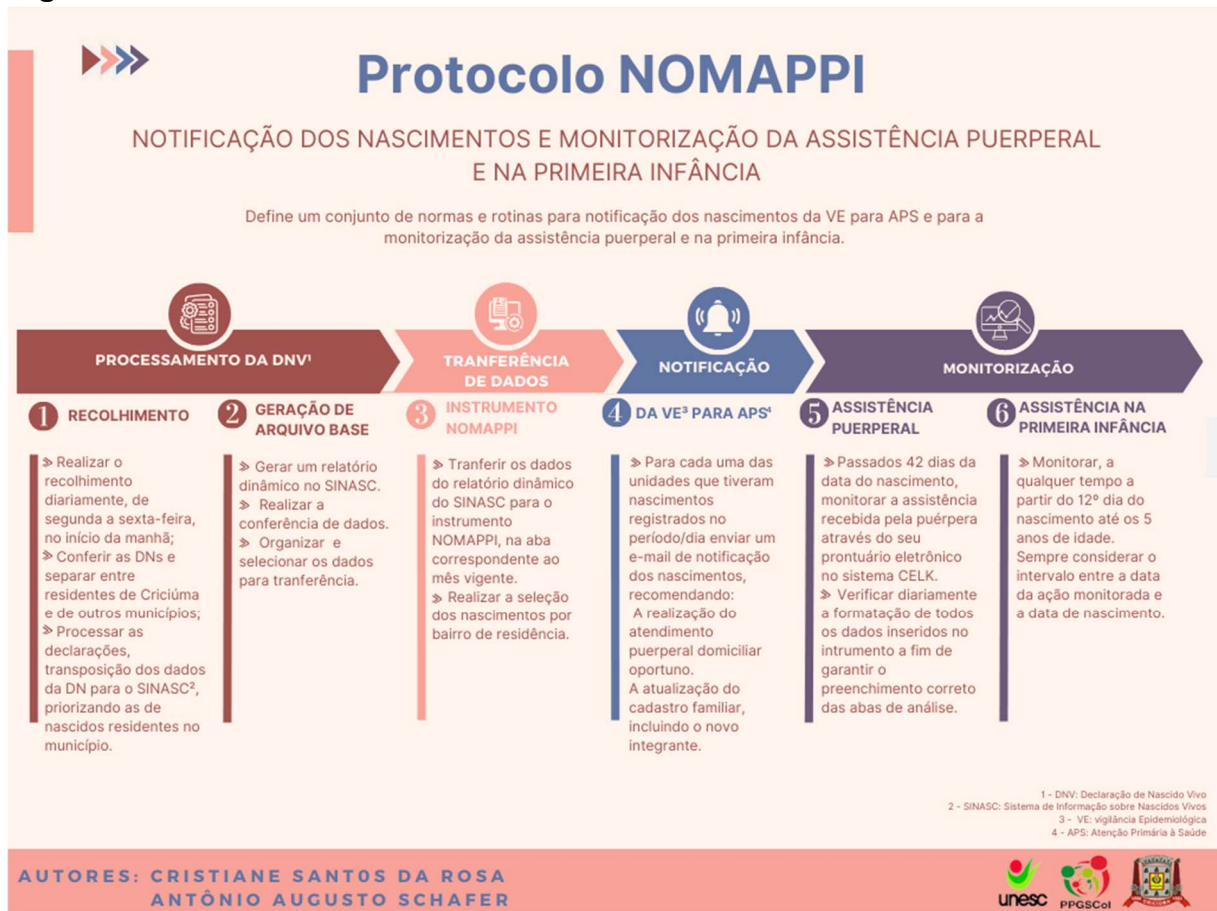 Protocolo NOMAPPI
NOTIFICAÇÃO DOS NASCIMENTOS E MONITORIZAÇÃO DA ASSISTÊNCIA PUERPERAL
E NA PRIMEIRA INFÂNCIA
Define um conjunto de normas e rotinas para notificação dos nascimentos da VE para APS e para a
monitorização da assistência puerperal e na primeira infância.
PROCESSAMENTO DA DNV¹
TRANFERÊNCIA
DE DADOS
NOTIFICAÇÃO
MONITORIZAÇÃO
1 RECOLHIMENTO
⪢ Realizar o
recolhimento
diariamente, de
segunda a sexta-feira,
no início da manhã;
⪢ Conferir as DNs e
separar entre
residentes de Criciúma
e de outros municípios;
⪢ Processar as
declarações,
transposição dos dados
da DN para o SINASC²,
priorizando as de
nascidos residentes no
município.
2 GERAÇÃO DE
ARQUIVO BASE
⪢ Gerar um relatório
dinâmico no SINASC.
⪢ Realizar a
conferência de dados.
⪢ Organizar e
selecionar os dados
para tranferência.
3 INSTRUMENTO
NOMAPPI
⪢ Tranferir os dados
do relatório dinâmico
do SINASC para o
instrumento
NOMAPPI, na aba
correspondente ao
mês vigente.
⪢ Realizar a seleção
dos nascimentos por
bairro de residência.
4 DA VE³ PARA APS⁴
⪢ Para cada uma das
unidades que tiveram
nascimentos
registrados no
período/dia enviar um
e-mail de notificação
dos nascimentos,
recomendando:
A realização do
atendimento
puerperal domiciliar
oportuno.
A atualização do
cadastro familiar,
incluindo o novo
integrante.
5 ASSISTÊNCIA
PUERPERAL
⪢ Passados 42 dias da
data do nascimento,
monitorar a assistência
recebida pela puérpera
através do seu
prontuário eletrônico
no sistema CELK.
⪢ Verificar diariamente
a formatação de todos
os dados inseridos no
intrumento a fim de
garantir o
preenchimento correto
das abas de análise.
6 ASSISTÊNCIA NA
PRIMEIRA INFÂNCIA
⪢ Monitorar, a
qualquer tempo a
partir do 12º dia do
nascimento até os 5
anos de idade.
Sempre considerar o
intervalo entre a data
da ação monitorada e
a data de nascimento.
1 - DNV: Declaração de Nascido Vivo
2 - SINASC: Sistema de Informação sobre Nascidos Vivos
3 - VE: vigilância Epidemiológica
4 - APS: Atenção Primária à Saúde
AUTORES: CRISTIANE SANT0S DA ROSA
ANTÔNIO AUGUSTO SCHAFER
unesc
PPGSCol